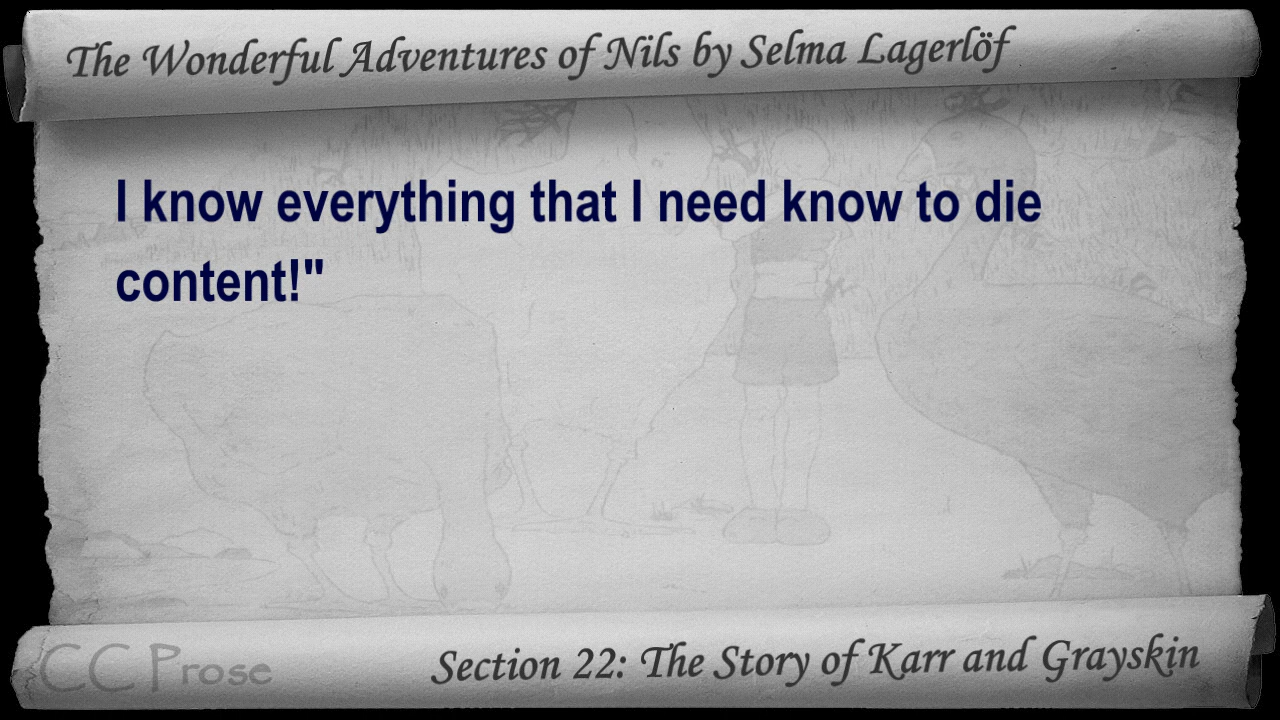 The Wonderful Adventures of Nils by Selma Lagerlöf
I know everything that I need know to die
content!"
CC Prose
Section 22: The Story of Karr and Grayskin